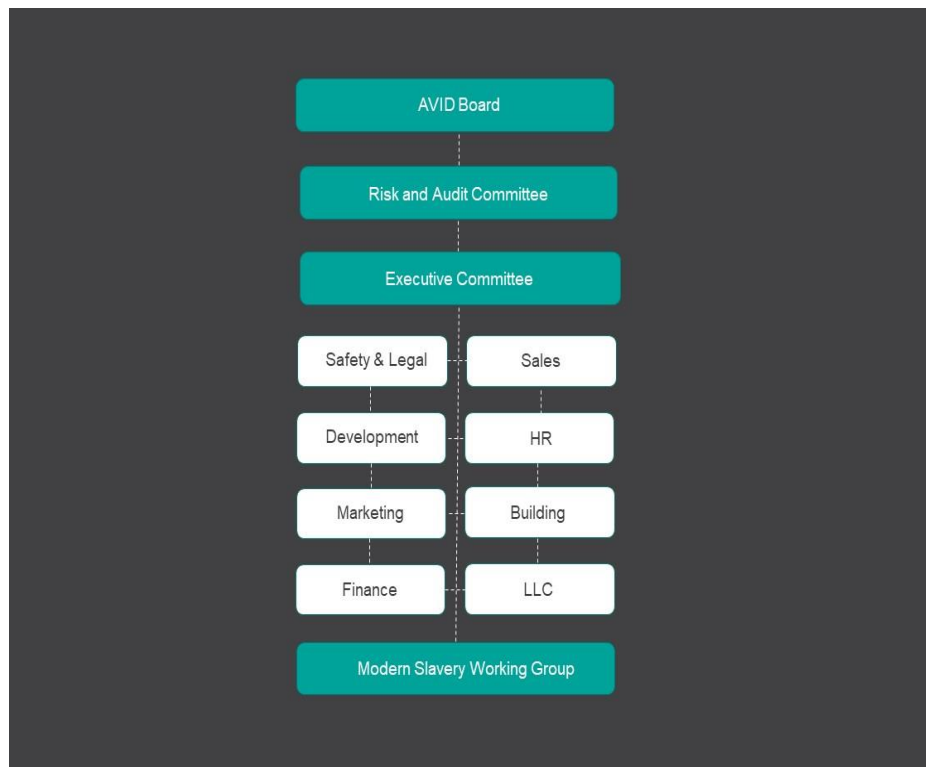 AVID Board
Risk and Audit Committee
Executive Committee
Safety & Legal
Sales
Development
HR
Marketing
Building
Finance
LLC
Modern Slavery Working Group